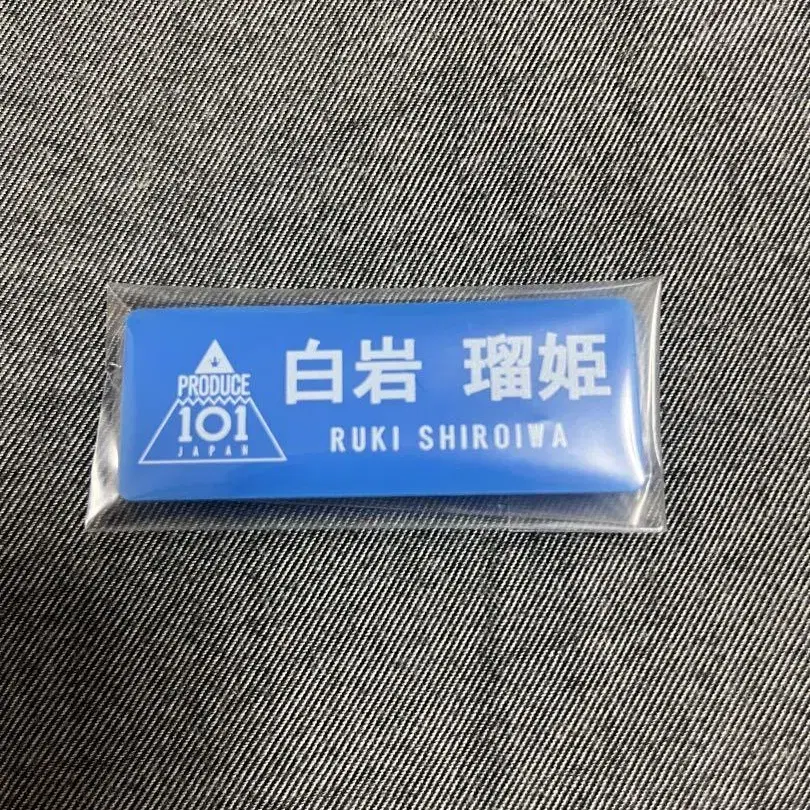 PRODUCE
101
JAPAN
白岩 瑠姫
RUKI SHIROIWA